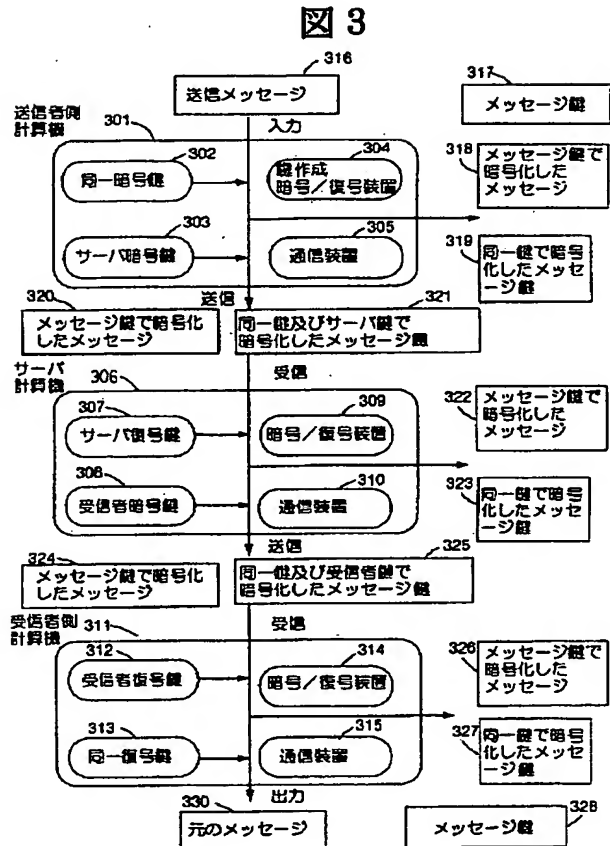 図3
316
送信メッセージ
317
メッセージ鍵
送信者側
計算機
301
入力
302
同一暗号鍵
304
鍵作成
暗号/復号装置
318
メッセージ鍵で
暗号化した
メッセージ
303
サーバ暗号鍵
305
通信装置
319
同一鍵で暗号
化したメッセ
ージ鍵
送信
320
メッセージ鍵で暗号化
したメッセージ
321
同一鍵及びサーバ鍵で
暗号化したメッセージ鍵
サーバ
計算機
306
受信
307
サーバ復号鍵
309
暗号/復号装置
322
メッセージ鍵で
暗号化した
メッセージ
308
受信者暗号鍵
310
通信装置
323
同一鍵で暗号
化したメッセ
ージ鍵
送信
324
メッセージ鍵で暗号化
したメッセージ
325
同一鍵及び受信者鍵で
暗号化したメッセージ鍵
受信者側
計算機
311
受信
312
受信者復号鍵
314
暗号/復号装置
326
メッセージ鍵で
暗号化した
メッセージ
313
同一復号鍵
315
通信装置
327
同一鍵で暗号
化したメッセ
ージ鍵
出力
330
元のメッセージ
328
メッセージ鍵